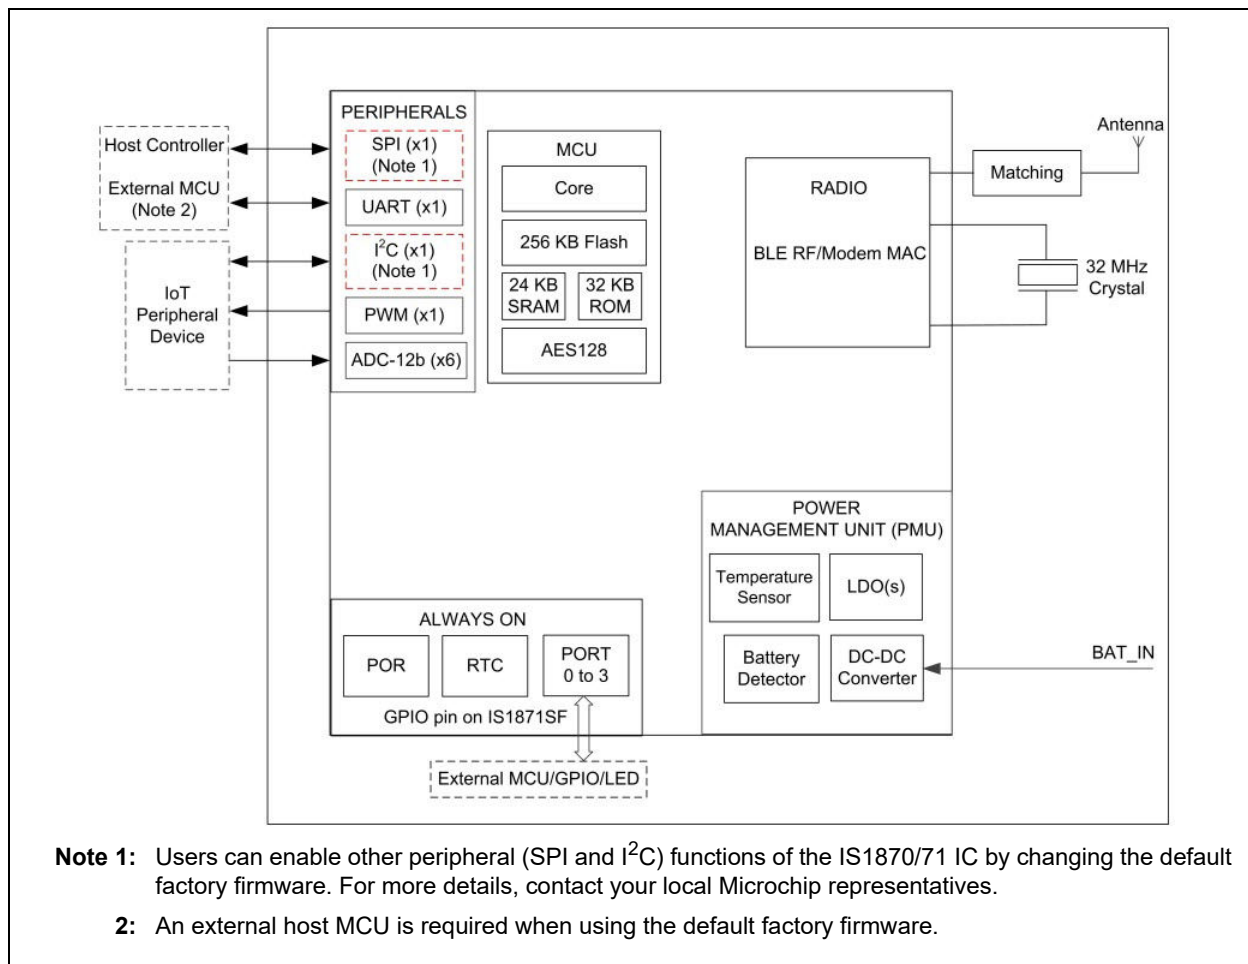 Host Controller
External MCU
(Note 2)
IoT
Peripheral
Device
PERIPHERALS
SPI (x1)
(Note 1)
UART (x1)
I²C (x1)
(Note 1)
PWM (x1)
ADC-12b (x6)
MCU
Core
256 KB Flash
24 KB
SRAM
32 KB
ROM
AES128
RADIO
BLE RF/Modem MAC
Matching
Antenna
32 MHz
Crystal
POWER
MANAGEMENT UNIT (PMU)
Temperature
Sensor
LDO(s)
Battery
Detector
DC-DC
Converter
BAT_IN
ALWAYS ON
POR
RTC
PORT
0 to 3
GPIO pin on IS1871SF
External MCU/GPIO/LED
Note 1: Users can enable other peripheral (SPI and I²C) functions of the IS1870/71 IC by changing the default
factory firmware. For more details, contact your local Microchip representatives.
2: An external host MCU is required when using the default factory firmware.